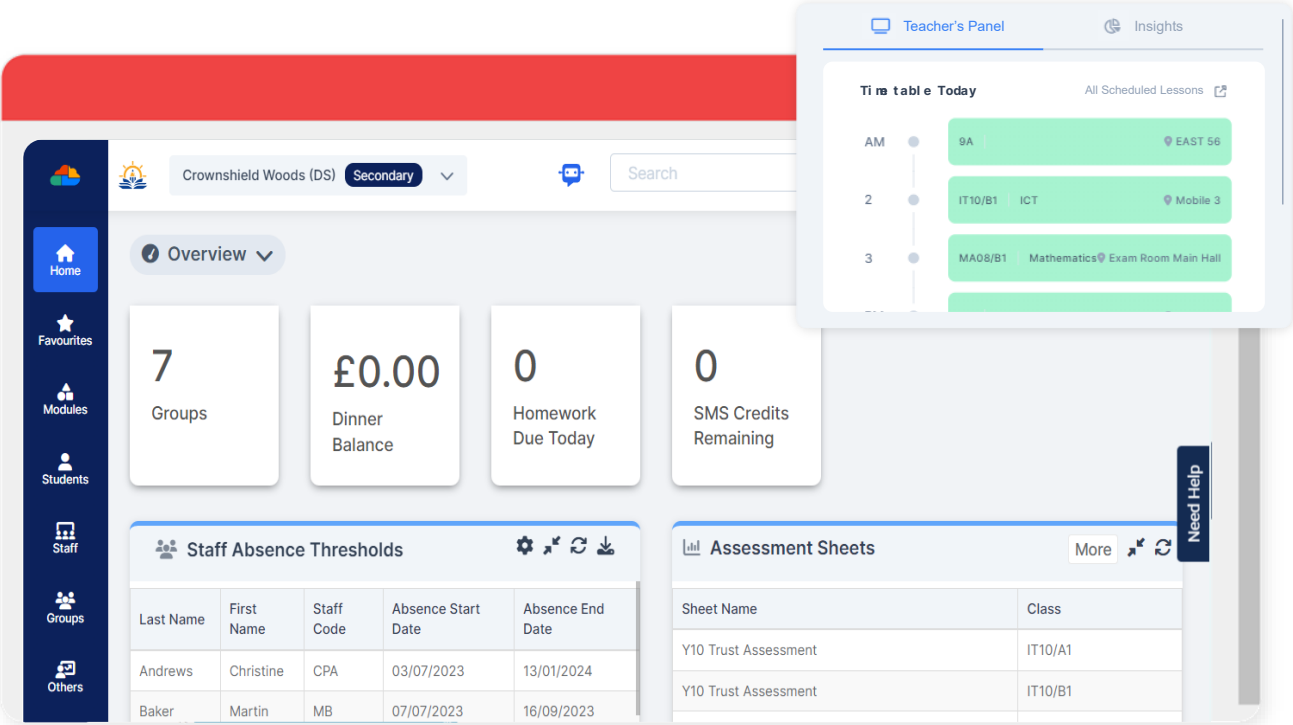 Teacher's Panel
Insights
Timetable Today
All Scheduled Lessons
AM
9A
EAST 56
2
IT10/B1
ICT
Mobile 3
3
MA08/B1
Mathematics
Exam Room Main Hall
Crownshield Woods (DS)
Secondary
Search
Home
Favourites
Modules
Students
Staff
Groups
Others
Overview
7
Groups
£0.00
Dinner
Balance
0
Homework
Due Today
0
SMS Credits
Remaining
Need Help
Staff Absence Thresholds
Last Name
First
Name
Staff
Code
Absence Start
Date
Absence End
Date
Andrews
Christine
CPA
03/07/2023
13/01/2024
Baker
Martin
MB
07/07/2023
16/09/2023
Assessment Sheets
More
Sheet Name
Class
Y10 Trust Assessment
IT10/A1
Y10 Trust Assessment
IT10/B1